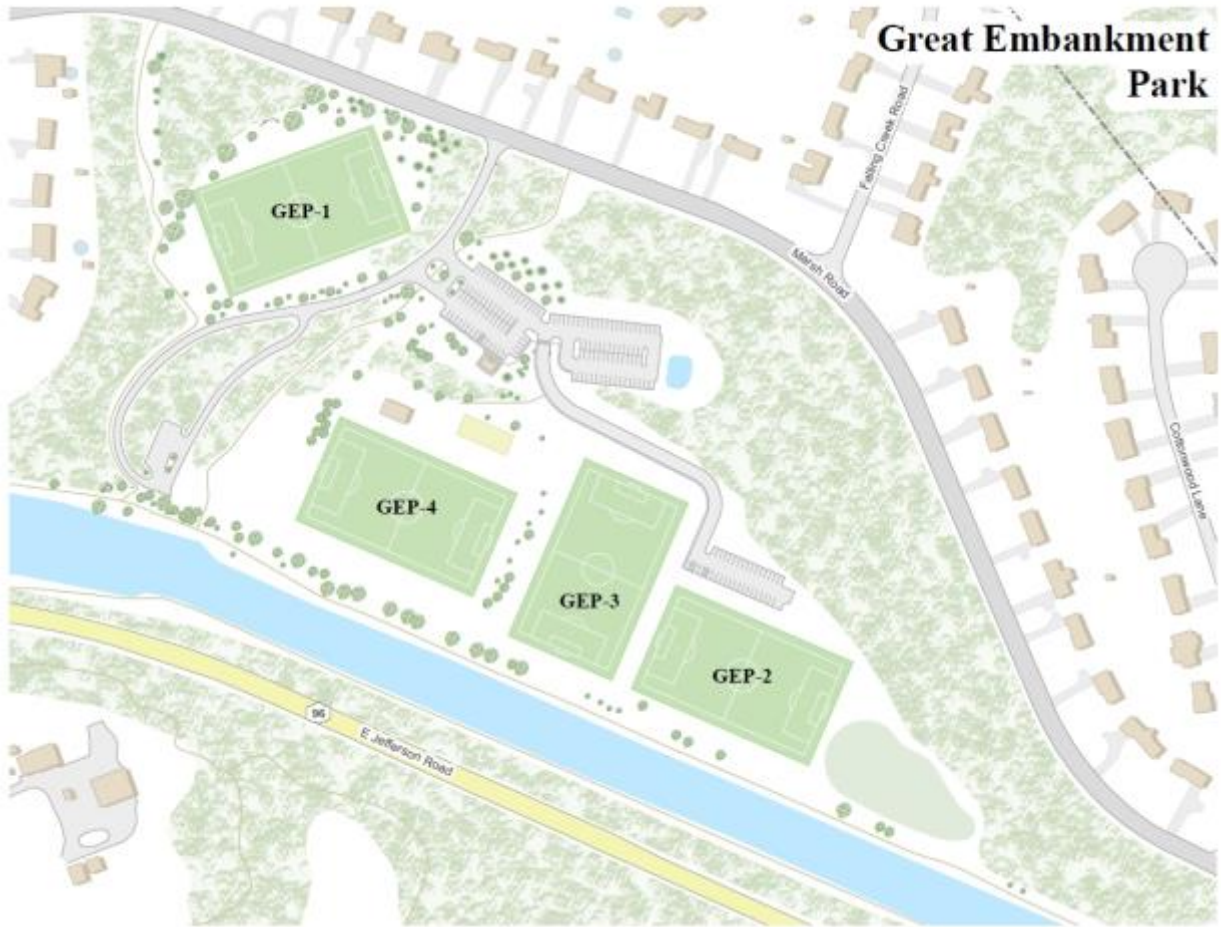 Great Embankment
Park
Falling Creek Road
GEP-1
Marsh Road
Cottonwood Lane
GEP-4
GEP-3
GEP-2
96
E Jefferson Road